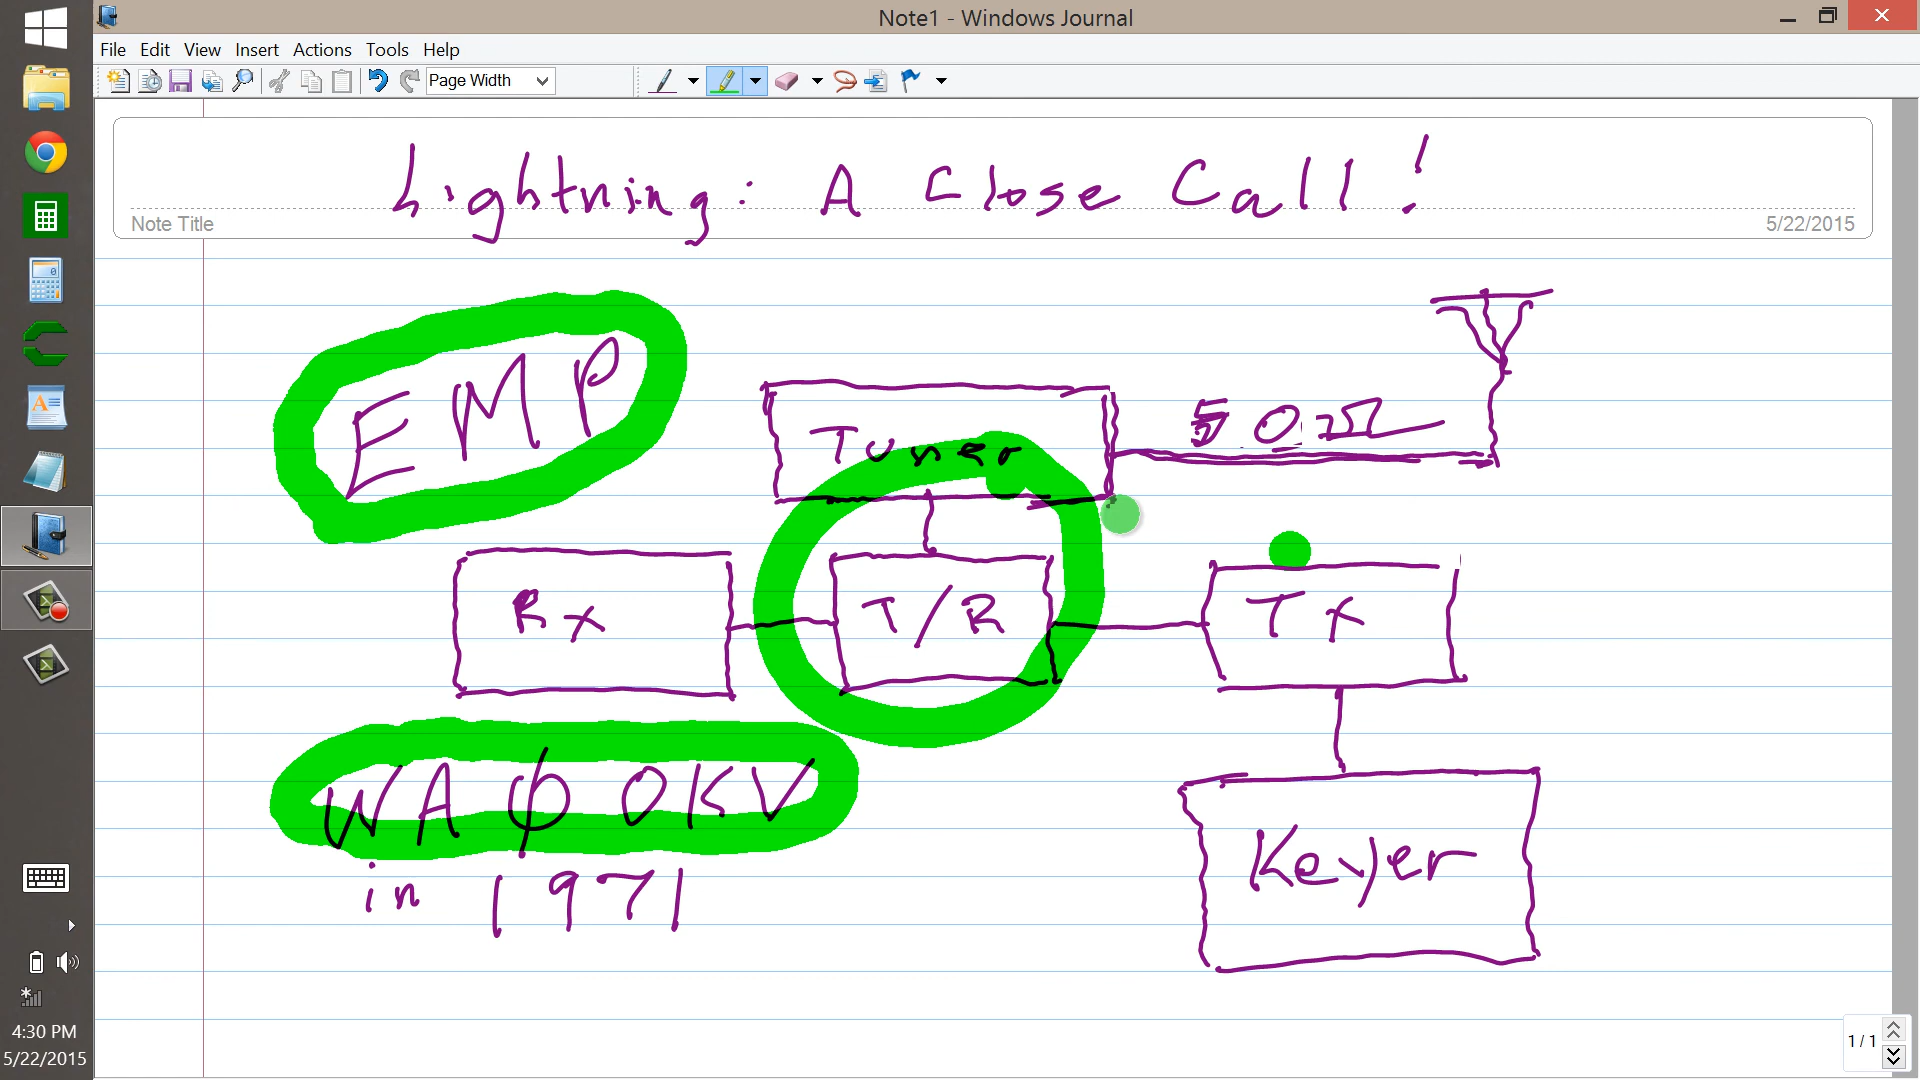 Note1 - Windows Journal
File Edit View Insert Actions Tools Help
Page Width
Lightning: A Close Call!
Note Title
5/22/2015
EMP
Tuner
50Ω
Rx
T/R
Tx
WAØ0KV
in 1971
Keyer
4:30 PM
5/22/2015
1 / 1